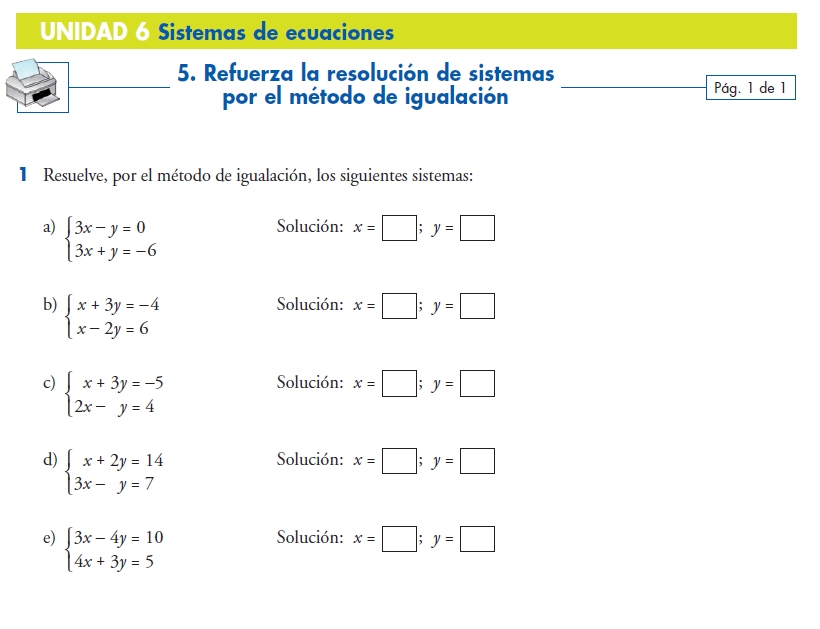 UNIDAD 6 Sistemas de ecuaciones
5. Refuerza la resolución de sistemas
por el método de igualación
Pág. 1 de 1
1 Resuelve, por el método de igualación, los siguientes sistemas:
a) 3x – y = 0 Solución: x = ; y =
3x + y = –6
b) x + 3y = –4 Solución: x = ; y =
x – 2y = 6
c) x + 3y = –5 Solución: x = ; y =
2x – y = 4
d) x + 2y = 14 Solución: x = ; y =
3x – y = 7
e) 3x – 4y = 10 Solución: x = ; y =
4x + 3y = 5